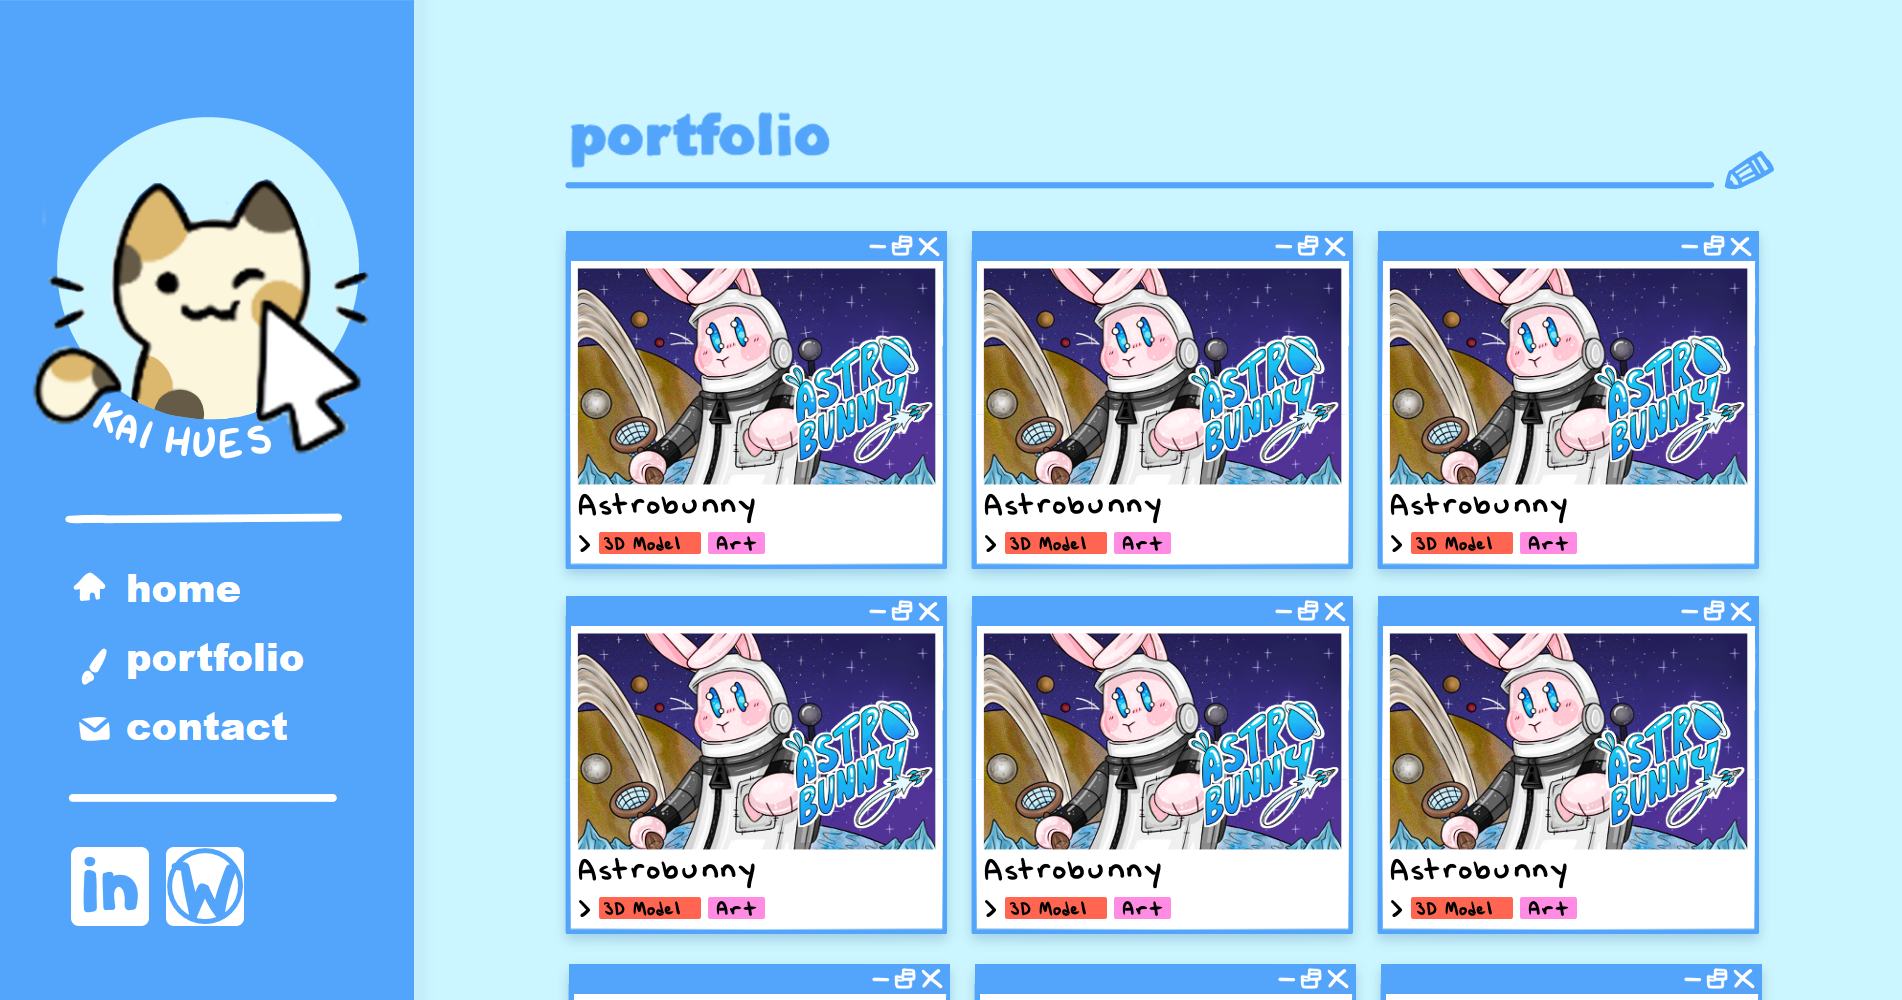 KAI HUES
home
portfolio
contact
in
W
portfolio
ASTRO
BUNNY
Astrobunny
> 3D Model Art
ASTRO
BUNNY
Astrobunny
> 3D Model Art
ASTRO
BUNNY
Astrobunny
> 3D Model Art
ASTRO
BUNNY
Astrobunny
> 3D Model Art
ASTRO
BUNNY
Astrobunny
> 3D Model Art
ASTRO
BUNNY
Astrobunny
> 3D Model Art